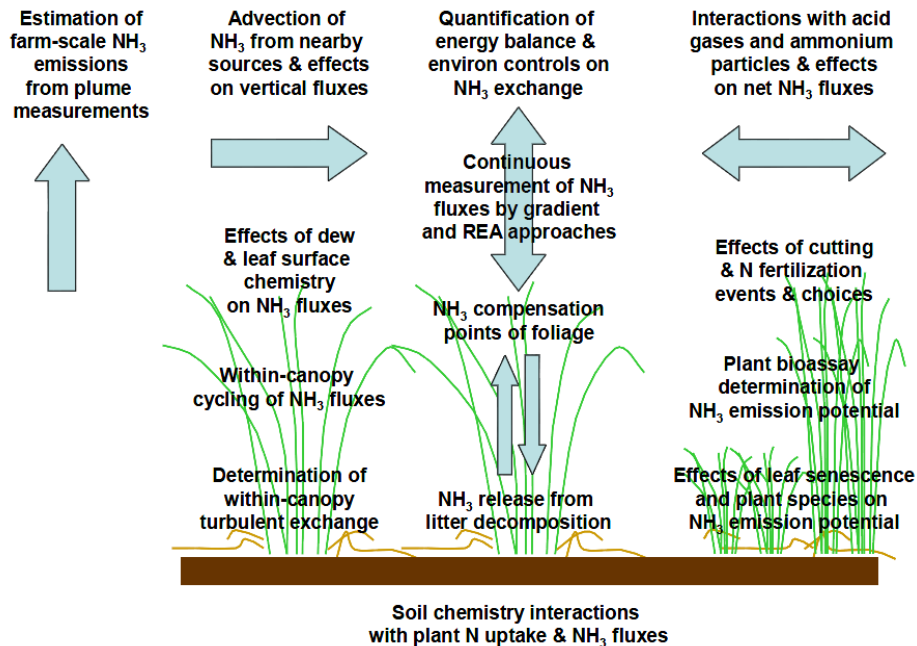 Estimation of
farm-scale NH₃
emissions
from plume
measurements
Advection of
NH₃ from nearby
sources & effects
on vertical fluxes
Quantification of
energy balance &
environ controls on
NH₃ exchange
Interactions with acid
gases and ammonium
particles & effects
on net NH₃ fluxes
Continuous
measurement of NH₃
fluxes by gradient
and REA approaches
Effects of dew
& leaf surface
chemistry
on NH₃ fluxes
NH₃ compensation
points of foliage
Effects of cutting
& N fertilization
events & choices
Within-canopy
cycling of NH₃ fluxes
Plant bioassay
determination of
NH₃ emission potential
Determination of
within-canopy
turbulent exchange
NH₃ release from
litter decomposition
Effects of leaf senescence
and plant species on
NH₃ emission potential
Soil chemistry interactions
with plant N uptake & NH₃ fluxes